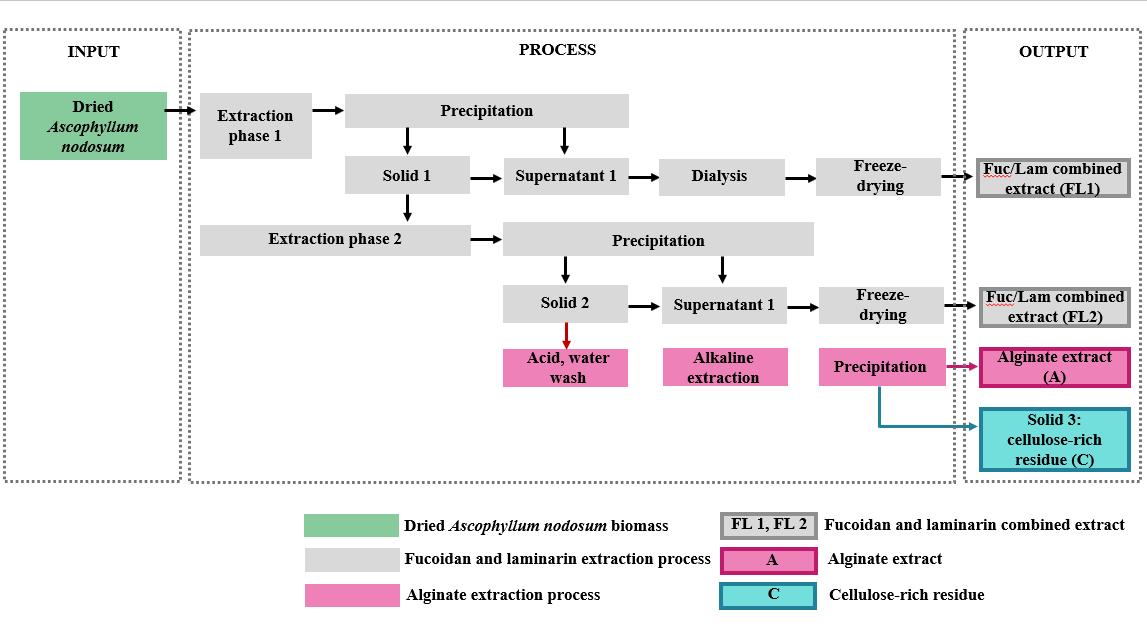 INPUT
PROCESS
OUTPUT
Dried
Ascophyllum
nodosum
Extraction
phase 1
Precipitation
Solid 1
Supernatant 1
Dialysis
Freeze-
drying
Fuc/Lam combined
extract (FL1)
Extraction phase 2
Precipitation
Solid 2
Supernatant 1
Freeze-
drying
Fuc/Lam combined
extract (FL2)
Acid, water
wash
Alkaline
extraction
Precipitation
Alginate extract
(A)
Solid 3:
cellulose-rich
residue (C)
Dried Ascophyllum nodosum biomass
FL 1, FL 2 Fucoidan and laminarin combined extract
Fucoidan and laminarin extraction process
A Alginate extract
Alginate extraction process
C Cellulose-rich residue